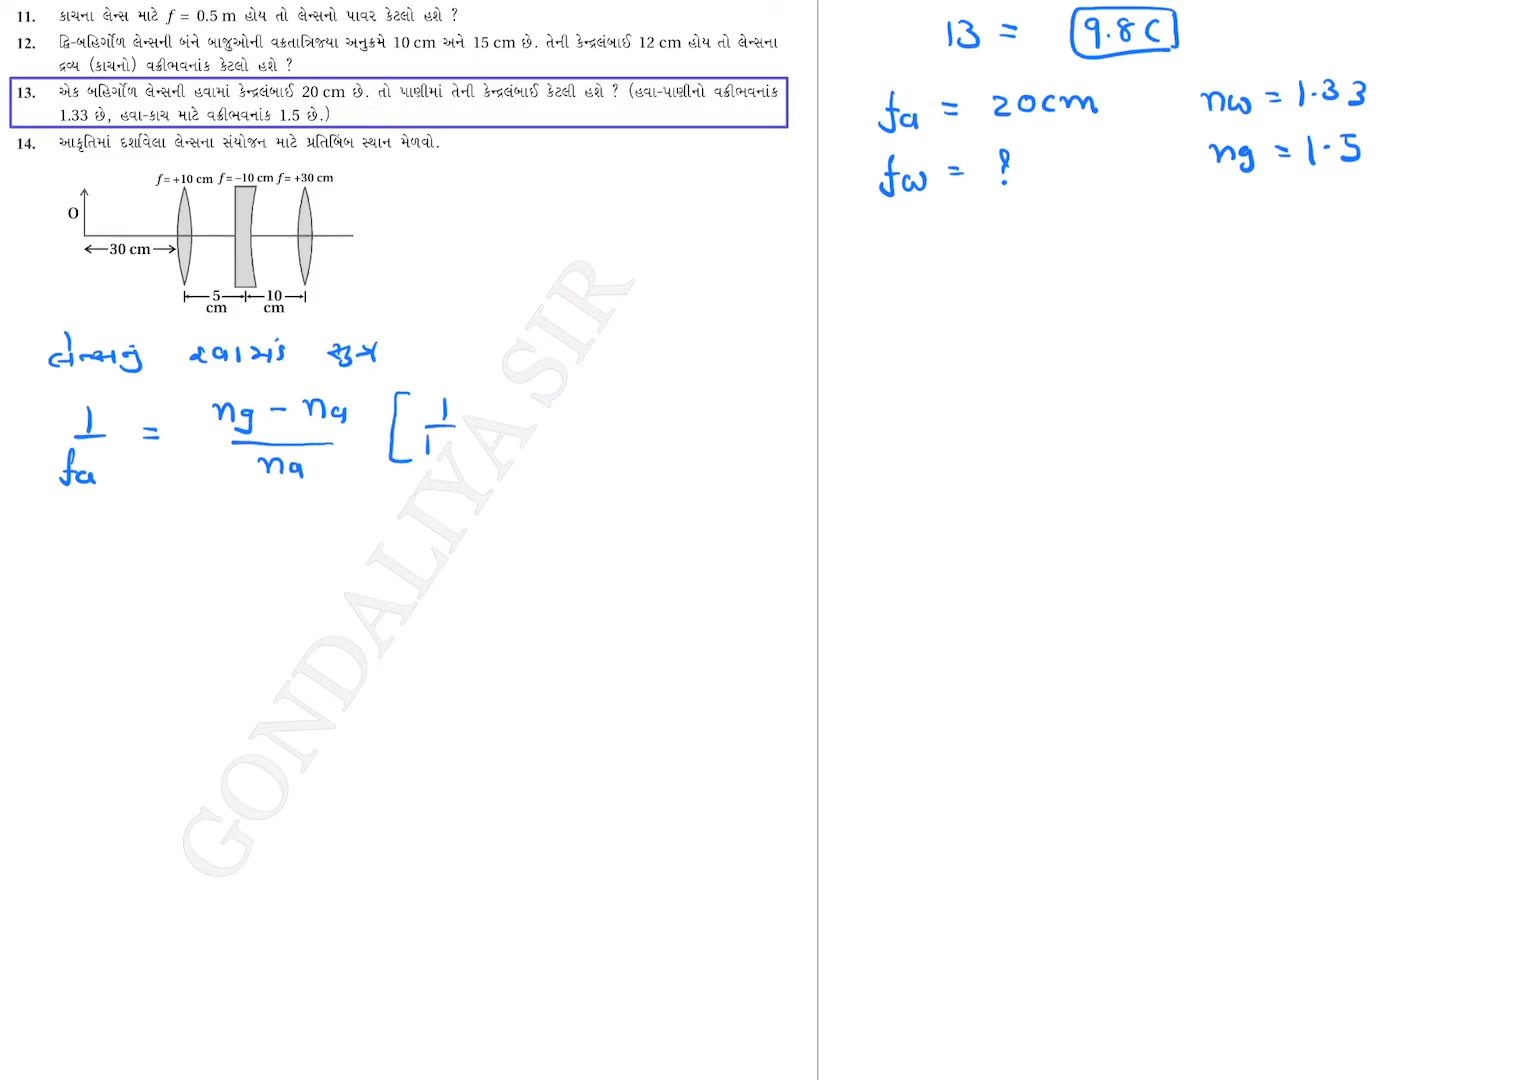 11. કાચના લેન્સ માટે f = 0.5 m હોય તો લેન્સનો પાવર કેટલો હશે ?
12. દ્વિ-બહિર્ગોળ લેન્સની બંને બાજુઓની વક્રતાત્રિજ્યા અનુક્રમે 10 cm અને 15 cm છે. તેની કેન્દ્રલંબાઈ 12 cm હોય તો લેન્સના
દ્રવ્ય (કાચનો) વક્રીભવનાંક કેટલો હશે ?
13. એક બહિર્ગોળ લેન્સની હવામાં કેન્દ્રલંબાઈ 20 cm છે. તો પાણીમાં તેની કેન્દ્રલંબાઈ કેટલી હશે ? (હવા-પાણીનો વક્રીભવનાંક
1.33 છે, હવા-કાચ માટે વક્રીભવનાંક 1.5 છે.)
14. આકૃતિમાં દર્શાવેલા લેન્સના સંયોજન માટે પ્રતિબિંબ સ્થાન મેળવો.
f = +10 cm f = −10 cm f = +30 cm
O
30 cm
5 cm
10 cm
લેન્સનું હવામાં સુત્ર
1/fa = ng - na / na [ 1/
13 = 9.8C
fa = 20cm nw = 1.33
fw = ? ng = 1.5
GONDALIYA SIR